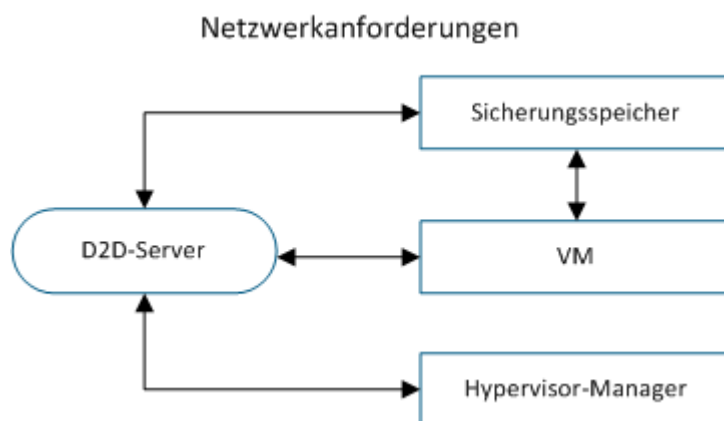 Netzwerkanforderungen
Sicherungsspeicher
D2D-Server
VM
Hypervisor-Manager